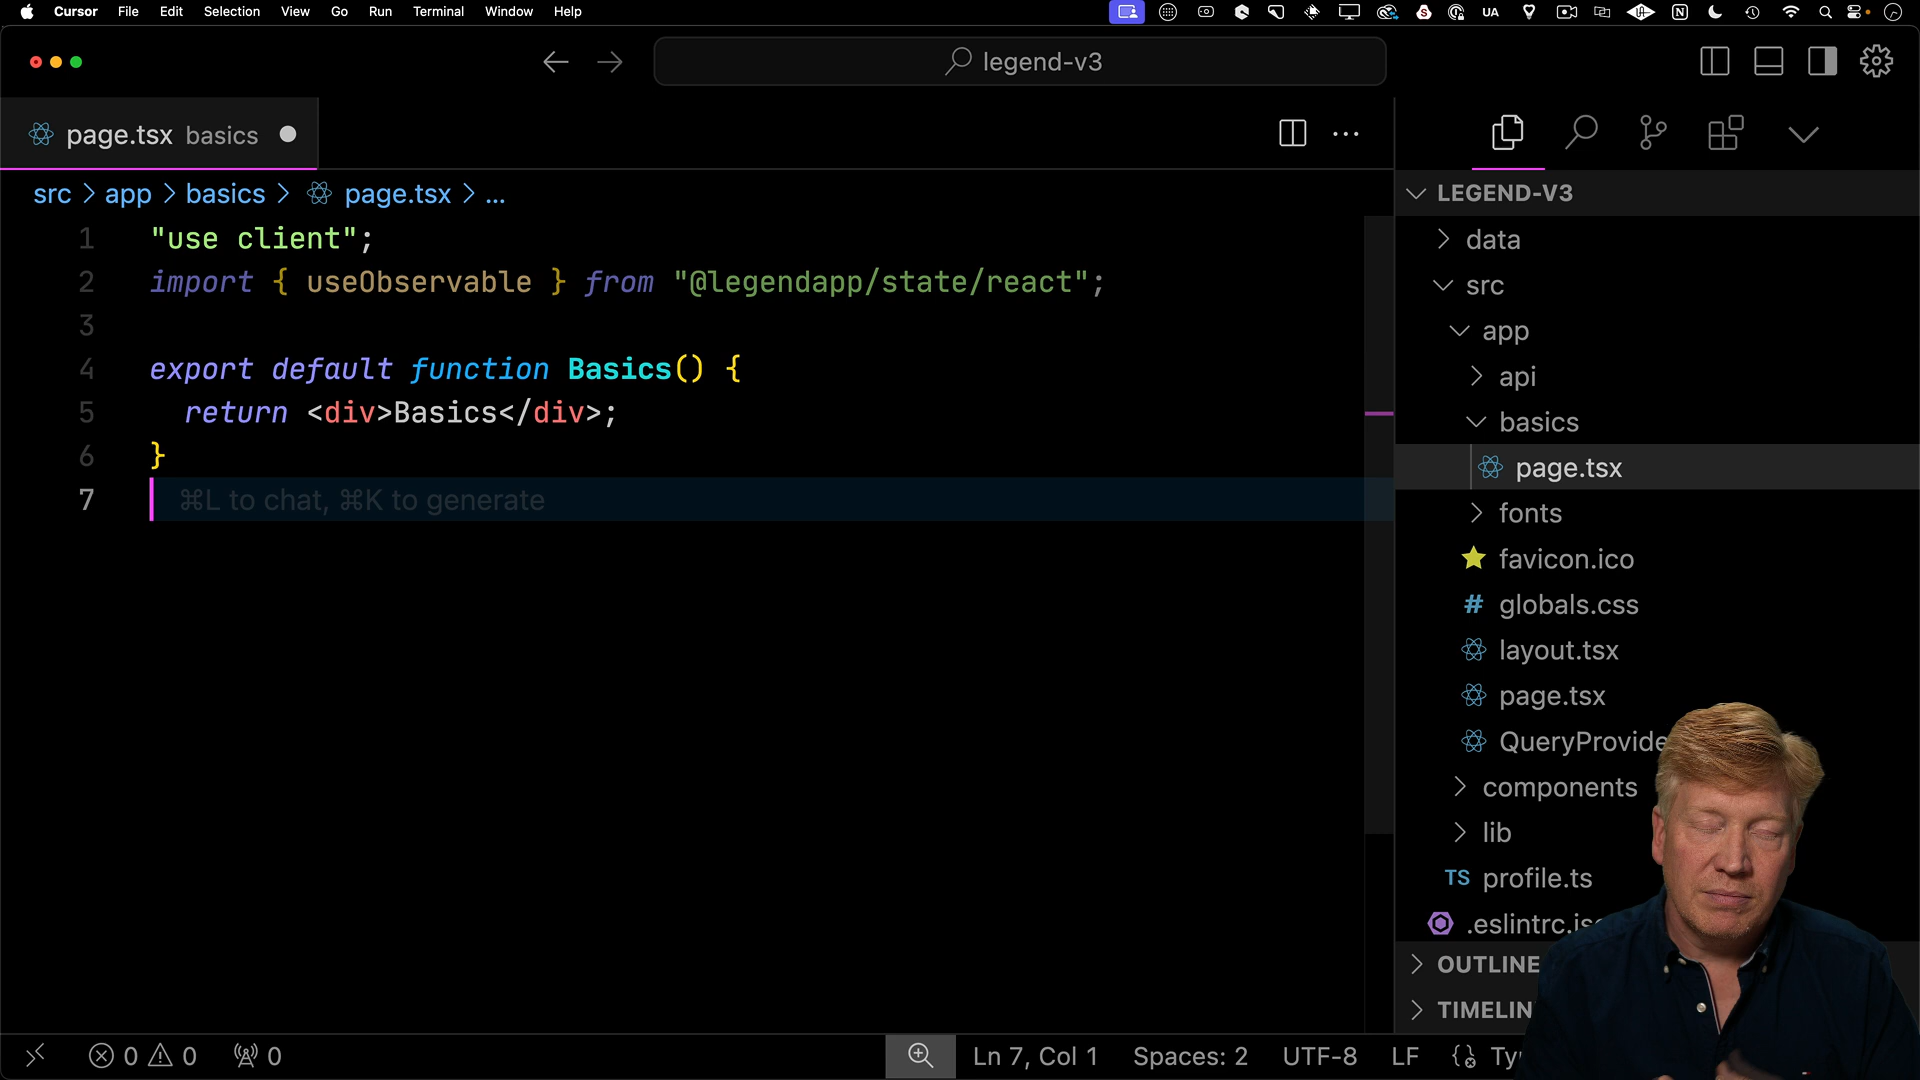 Cursor File Edit Selection View Go Run Terminal Window Help UA
legend-v3
page.tsx basics
src > app > basics > page.tsx > ...
1 "use client";
2 import { useObservable } from "@legendapp/state/react";
3
4 export default function Basics() {
5 return <div>Basics</div>;
6 }
7 ⌘L to chat, ⌘K to generate
LEGEND-V3
data
src
app
api
basics
page.tsx
fonts
favicon.ico
globals.css
layout.tsx
page.tsx
QueryProvide
components
lib
TS profile.ts
.eslintrc.js
OUTLINE
TIMELIN
0 0 0 Ln 7, Col 1 Spaces: 2 UTF-8 LF Ty